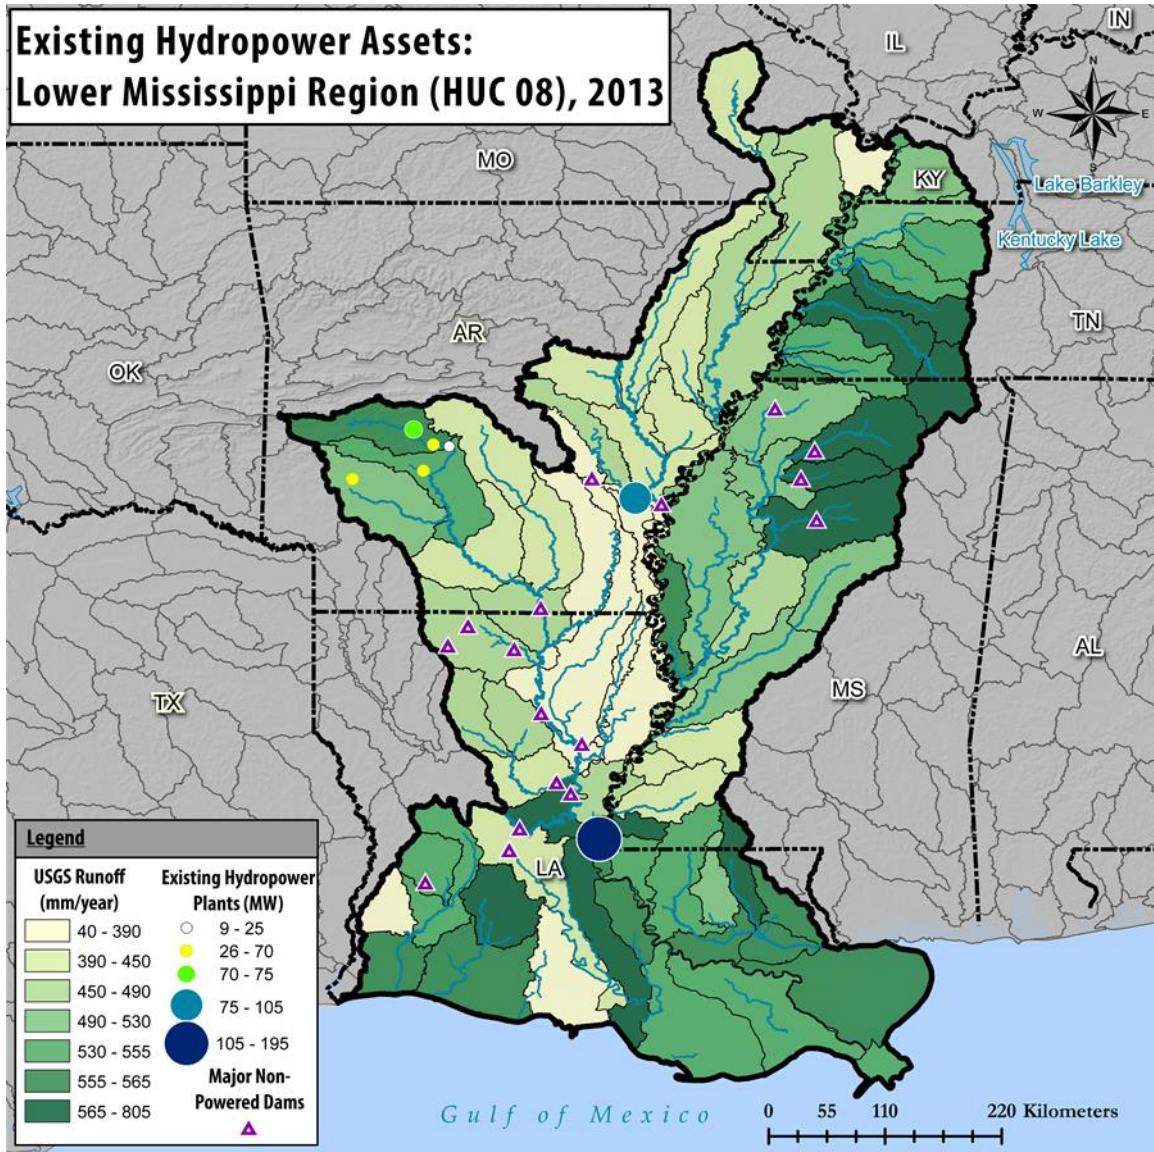 Existing Hydropower Assets:
Lower Mississippi Region (HUC 08), 2013
IN
IL
N
W E
S
MO
KY
Lake Barkley
Kentucky Lake
AR
TN
OK
AL
MS
TX
LA
Legend
USGS Runoff
(mm/year)
40 - 390
390 - 450
450 - 490
490 - 530
530 - 555
555 - 565
565 - 805
Existing Hydropower
Plants (MW)
9 - 25
26 - 70
70 - 75
75 - 105
105 - 195
Major Non-
Powered Dams
Gulf of Mexico
0 55 110 220 Kilometers